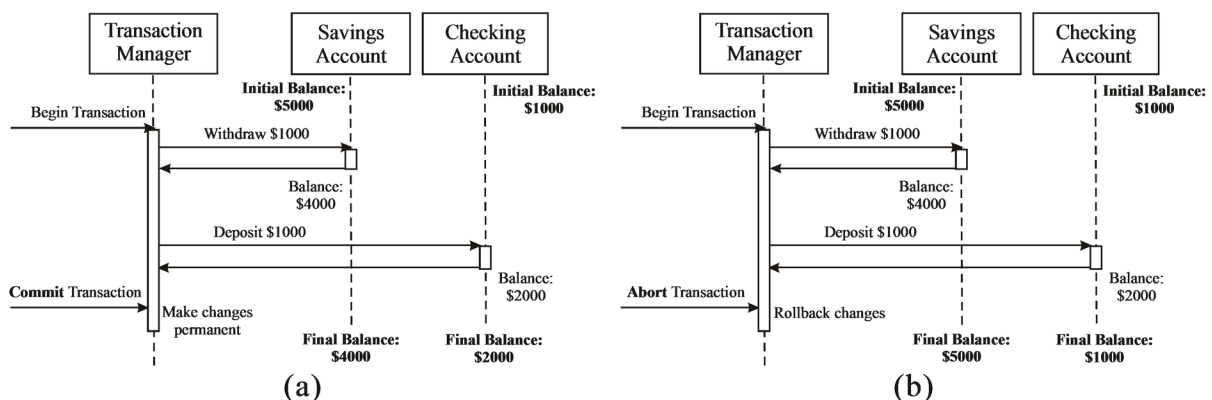 Transaction
Manager
Savings
Account
Checking
Account
Initial Balance:
$5000
Initial Balance:
$1000
Begin Transaction
Withdraw $1000
Balance:
$4000
Deposit $1000
Balance:
$2000
Commit Transaction
Make changes
permanent
Final Balance:
$4000
Final Balance:
$2000
(a)
Transaction
Manager
Savings
Account
Checking
Account
Initial Balance:
$5000
Initial Balance:
$1000
Begin Transaction
Withdraw $1000
Balance:
$4000
Deposit $1000
Balance:
$2000
Abort Transaction
Rollback changes
Final Balance:
$5000
Final Balance:
$1000
(b)